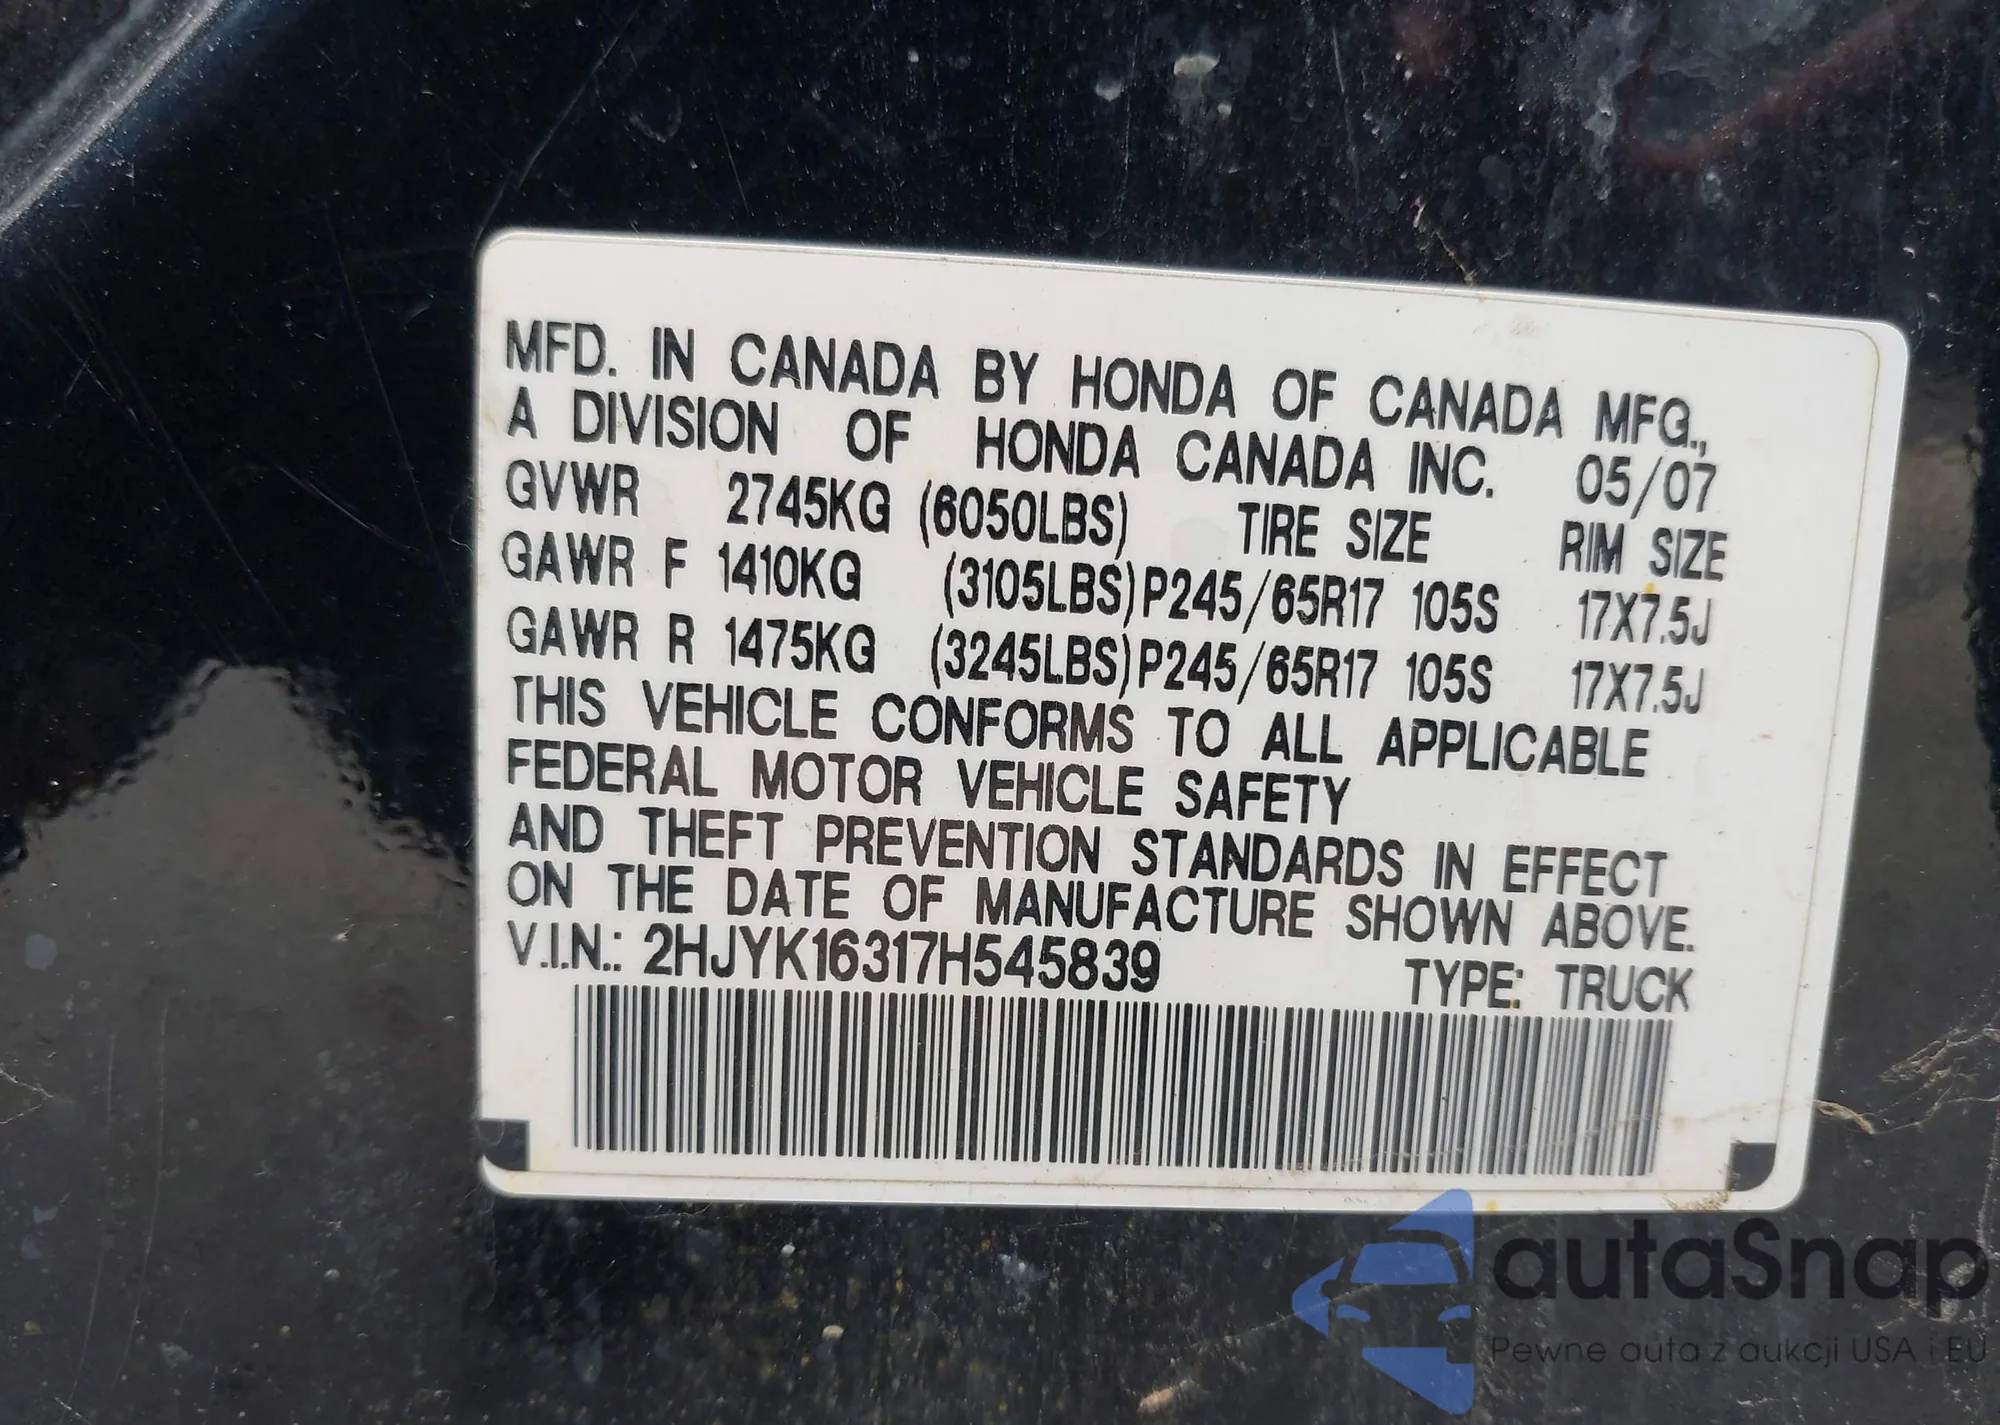 MFD. IN CANADA BY HONDA OF CANADA MFG.,
A DIVISION OF HONDA CANADA INC. 05/07
GVWR 2745KG (6050LBS) TIRE SIZE RIM SIZE
GAWR F 1410KG (3105LBS) P245/65R17 105S 17X7.5J
GAWR R 1475KG (3245LBS) P245/65R17 105S 17X7.5J
THIS VEHICLE CONFORMS TO ALL APPLICABLE
FEDERAL MOTOR VEHICLE SAFETY
AND THEFT PREVENTION STANDARDS IN EFFECT
ON THE DATE OF MANUFACTURE SHOWN ABOVE.
V.I.N.: 2HJYK16317H545839 TYPE: TRUCK
autaSnap
Pewne auta z aukcji USA i EU